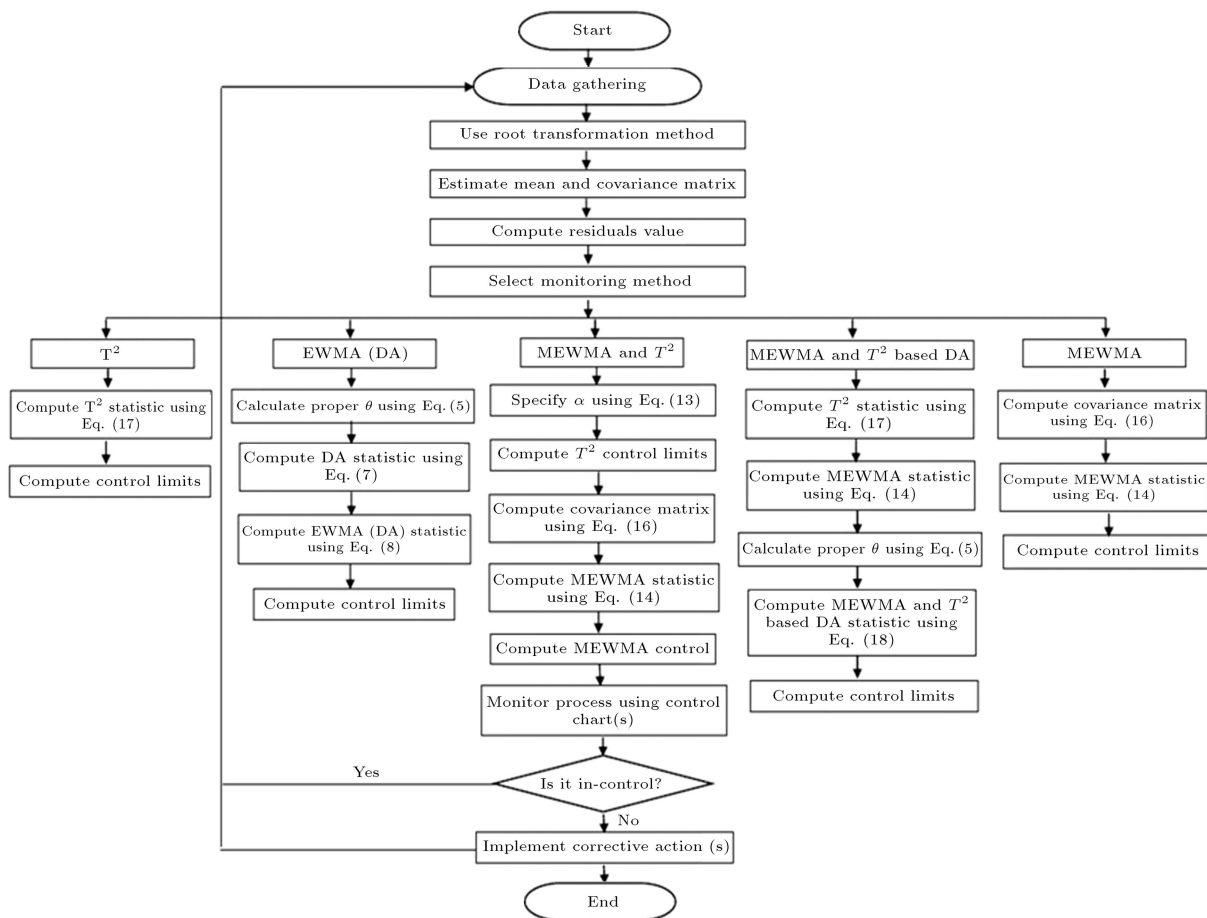 Start
Data gathering
Use root transformation method
Estimate mean and covariance matrix
Compute residuals value
Select monitoring method
T²
Compute T² statistic using
Eq. (17)
Compute control limits
EWMA (DA)
Calculate proper θ using Eq. (5)
Compute DA statistic using
Eq. (7)
Compute EWMA (DA) statistic
using Eq. (8)
Compute control limits
MEWMA and T²
Specify α using Eq. (13)
Compute T² control limits
Compute covariance matrix
using Eq. (16)
Compute MEWMA statistic
using Eq. (14)
Compute MEWMA control
Monitor process using control
chart(s)
MEWMA and T² based DA
Compute T² statistic using
Eq. (17)
Compute MEWMA statistic
using Eq. (14)
Calculate proper θ using Eq. (5)
Compute MEWMA and T²
based DA statistic using
Eq. (18)
Compute control limits
MEWMA
Compute covariance matrix
using Eq. (16)
Compute MEWMA statistic
using Eq. (14)
Compute control limits
Yes
Is it in-control?
No
Implement corrective action (s)
End